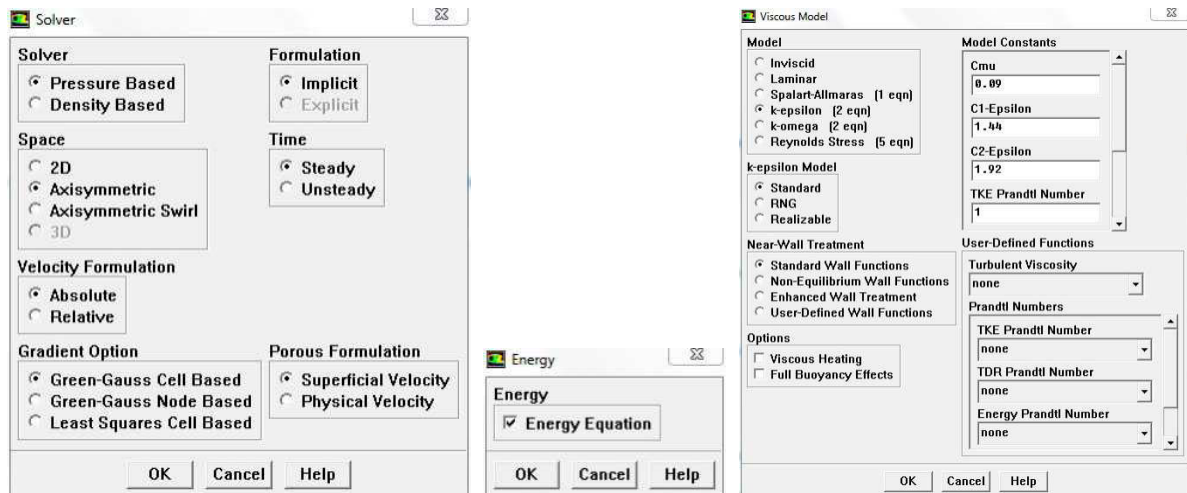 Solver
Solver
Formulation
Pressure Based
Density Based
Implicit
Explicit
Space
Time
2D
Axisymmetric
Axisymmetric Swirl
3D
Steady
Unsteady
Velocity Formulation
Absolute
Relative
Gradient Option
Porous Formulation
Green-Gauss Cell Based
Green-Gauss Node Based
Least Squares Cell Based
Superficial Velocity
Physical Velocity
OK Cancel Help
Energy
Energy
Energy Equation
OK Cancel Help
Viscous Model
Model
Inviscid
Laminar
Spalart-Allmaras (1 eqn)
k-epsilon (2 eqn)
k-omega (2 eqn)
Reynolds Stress (5 eqn)
k-epsilon Model
Standard
RNG
Realizable
Near-Wall Treatment
Standard Wall Functions
Non-Equilibrium Wall Functions
Enhanced Wall Treatment
User-Defined Wall Functions
Options
Viscous Heating
Full Buoyancy Effects
Model Constants
Cmu
0.09
C1-Epsilon
1.44
C2-Epsilon
1.92
TKE Prandtl Number
1
User-Defined Functions
Turbulent Viscosity
none
Prandtl Numbers
TKE Prandtl Number
none
TDR Prandtl Number
none
Energy Prandtl Number
none
OK Cancel Help